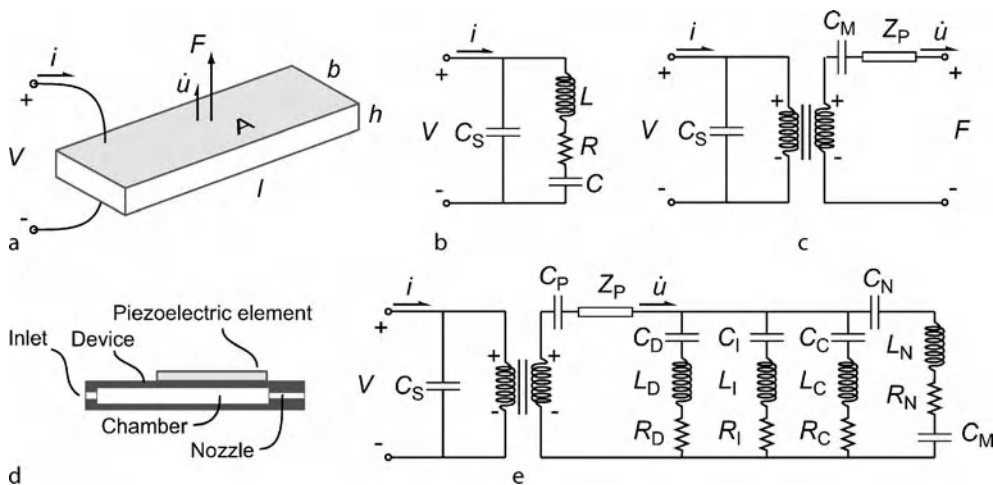 i
+
V
-
a
F
u̇
A
b
h
l
i
+
V
-
C_S
L
R
C
b
i
+
V
-
C_S
+
-
+
-
C_M
Z_P
u̇
+
F
-
c
Piezoelectric element
Inlet
Device
Chamber
Nozzle
d
i
+
V
-
C_S
+
-
C_P
Z_P
u̇
C_D
L_D
R_D
C_I
L_I
R_I
C_C
L_C
R_C
C_N
L_N
R_N
C_M
e